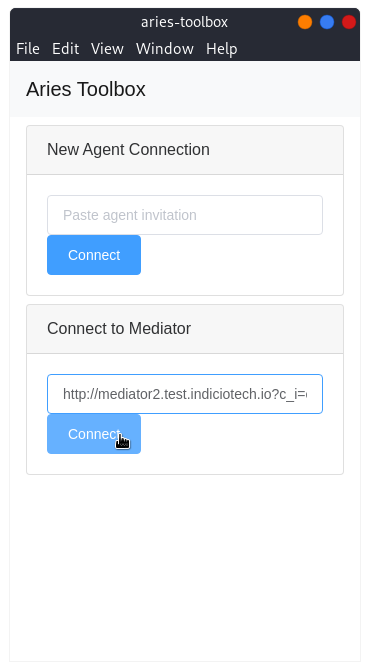 aries-toolbox
File Edit View Window Help
Aries Toolbox
New Agent Connection
Paste agent invitation
Connect
Connect to Mediator
http://mediator2.test.indiciotech.io?c_i=
Connect